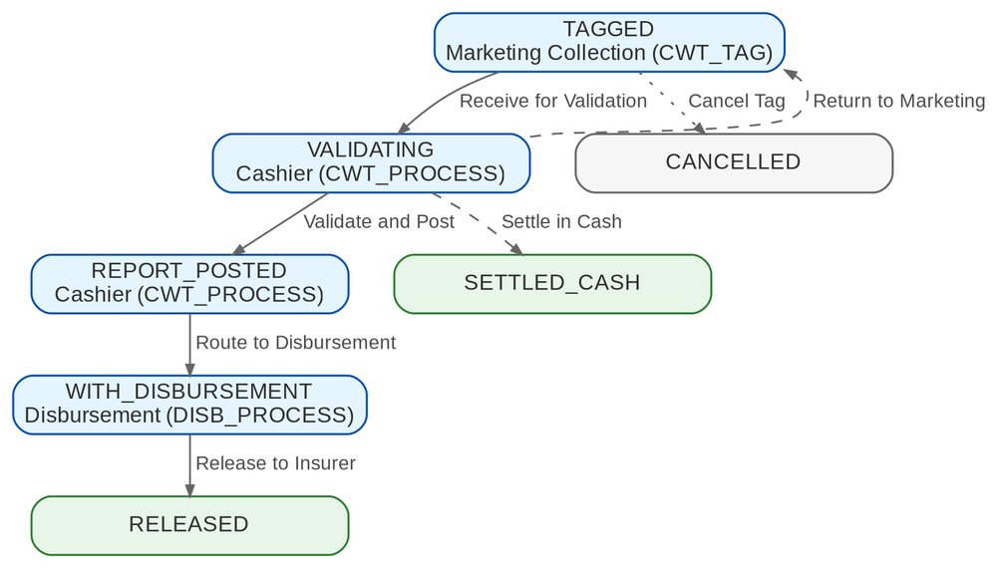 TAGGED
Marketing Collection (CWT_TAG)
Receive for Validation
Cancel Tag
Return to Marketing
VALIDATING
Cashier (CWT_PROCESS)
CANCELLED
Validate and Post
Settle in Cash
REPORT_POSTED
Cashier (CWT_PROCESS)
SETTLED_CASH
Route to Disbursement
WITH_DISBURSEMENT
Disbursement (DISB_PROCESS)
Release to Insurer
RELEASED